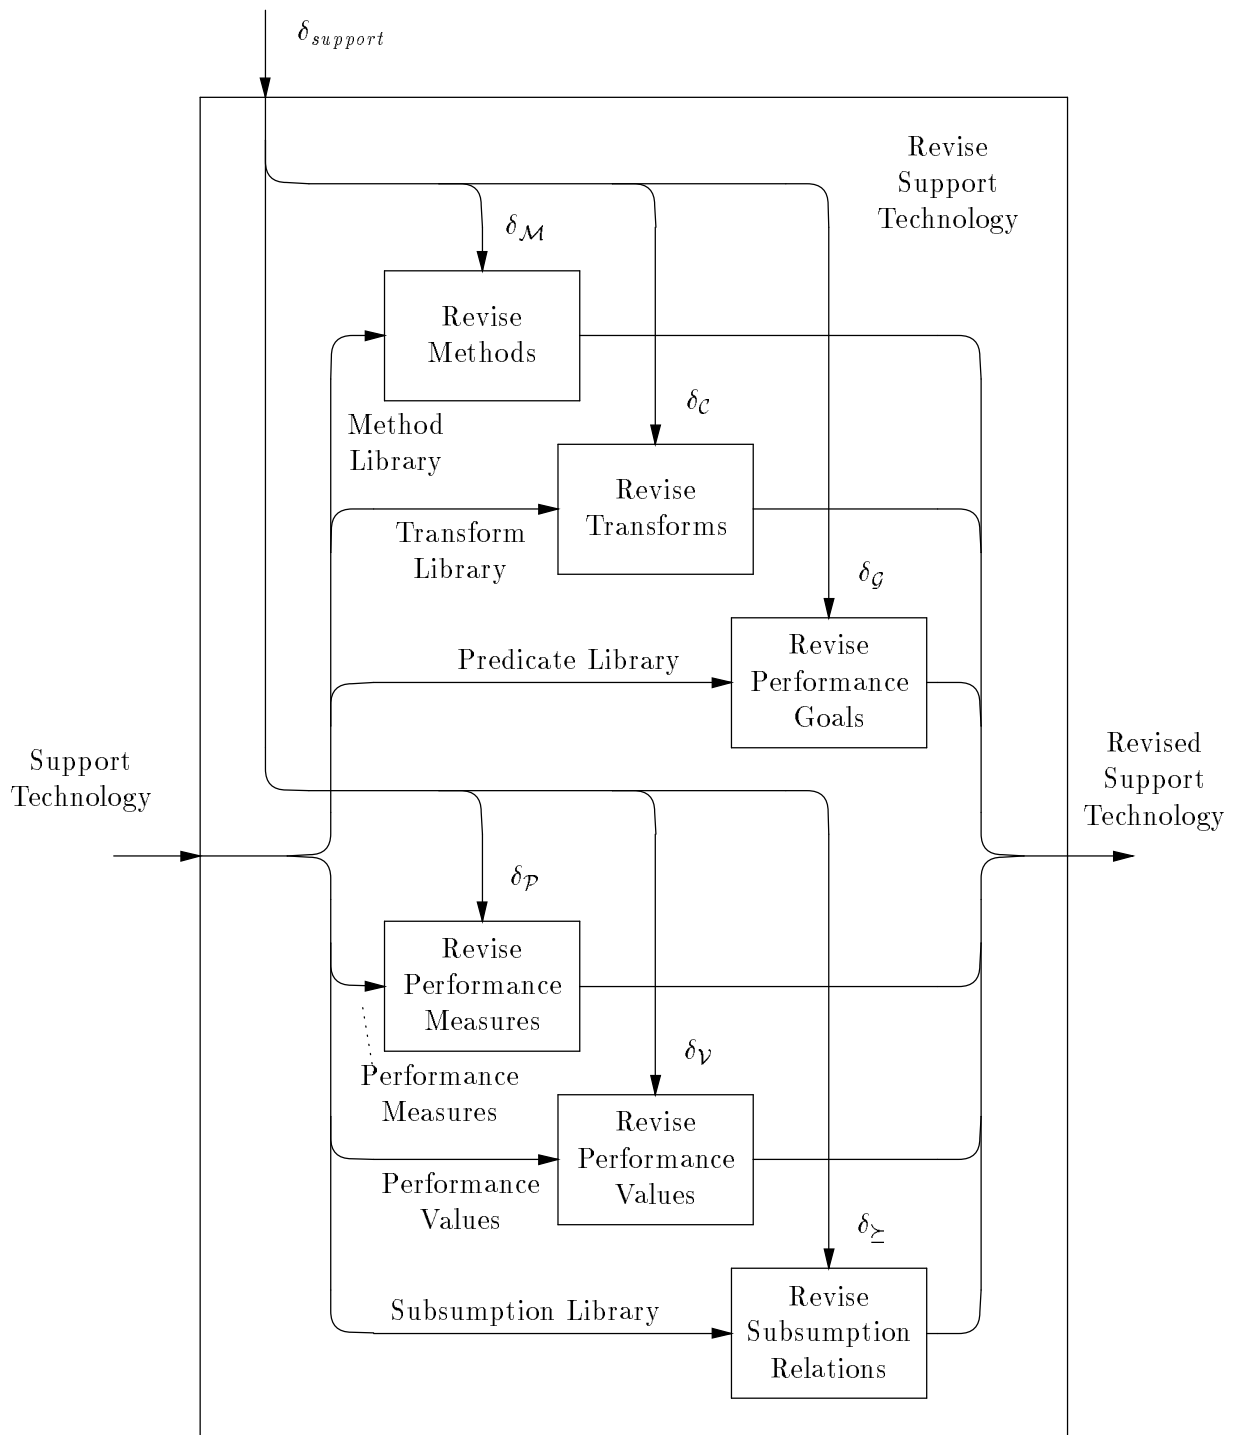 δ_support
Revise
Support
Technology
δ_ℳ
Revise
Methods
Method
Library
δ_𝒞
Revise
Transforms
Transform
Library
δ_𝒢
Revise
Performance
Goals
Predicate Library
Support
Technology
Revised
Support
Technology
δ_𝒫
Revise
Performance
Measures
Performance
Measures
δ_𝒱
Revise
Performance
Values
Performance
Values
δ_⪰
Revise
Subsumption
Relations
Subsumption Library